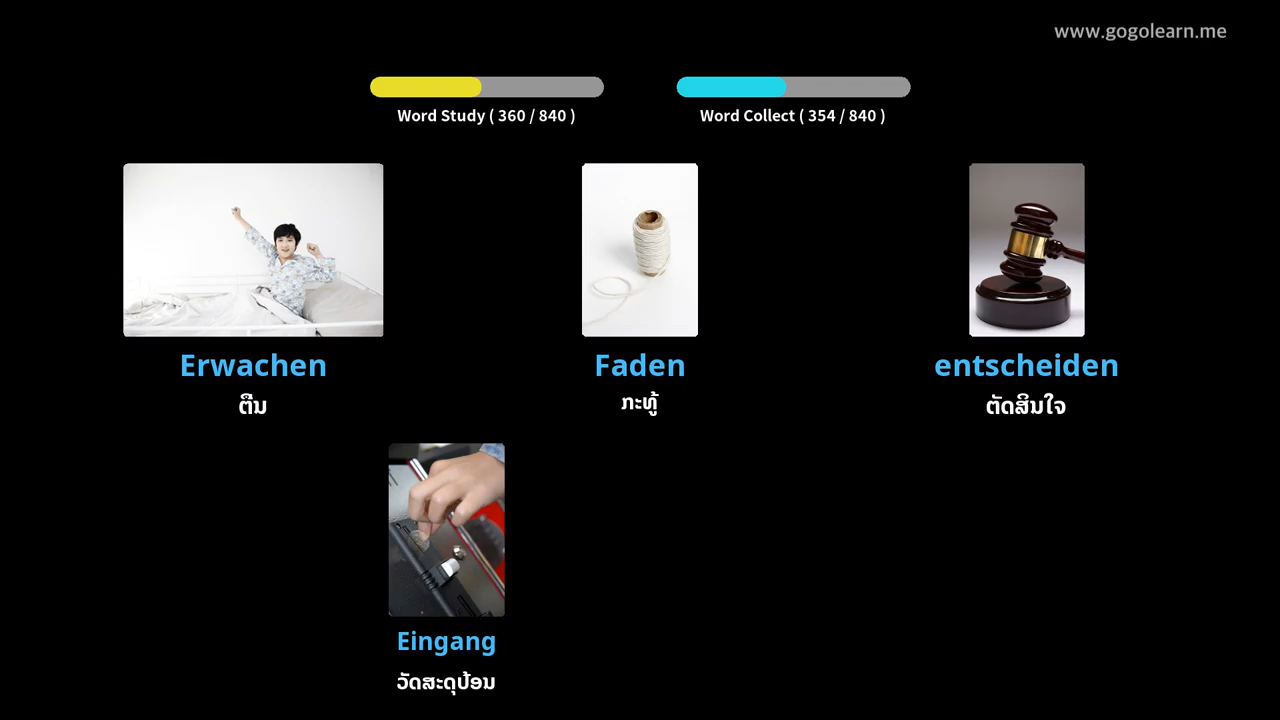 www.gogolearn.me
Word Study ( 360 / 840 )
Word Collect ( 354 / 840 )
Erwachen
Faden
entscheiden
ຕື່ນ
ກະທູ້
ຕັດສິນໃຈ
Eingang
ວັດສະດຸປ້ອນ